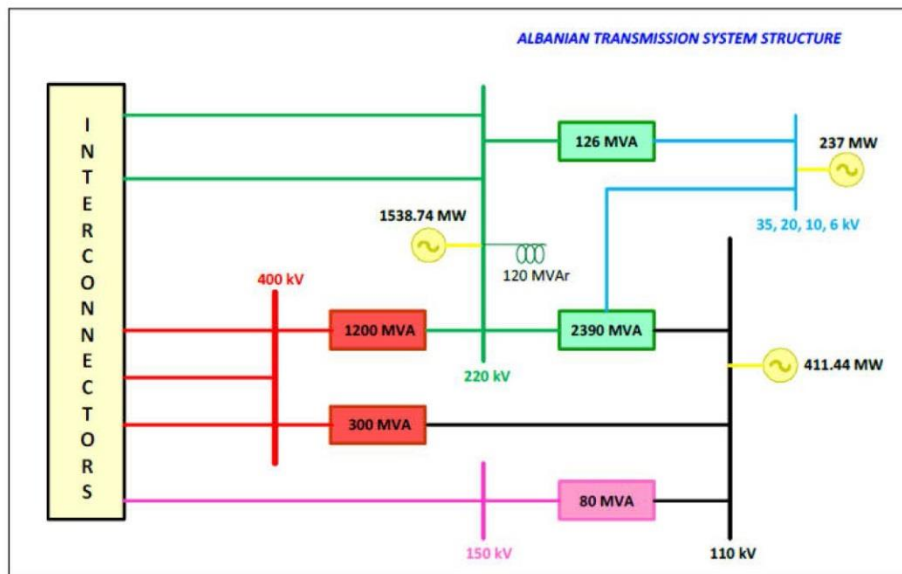 ALBANIAN TRANSMISSION SYSTEM STRUCTURE
INTERCONNECTORS
126 MVA
237 MW
35, 20, 10, 6 kV
1538.74 MW
120 MVAr
400 kV
1200 MVA
2390 MVA
220 kV
411.44 MW
300 MVA
80 MVA
150 kV
110 kV